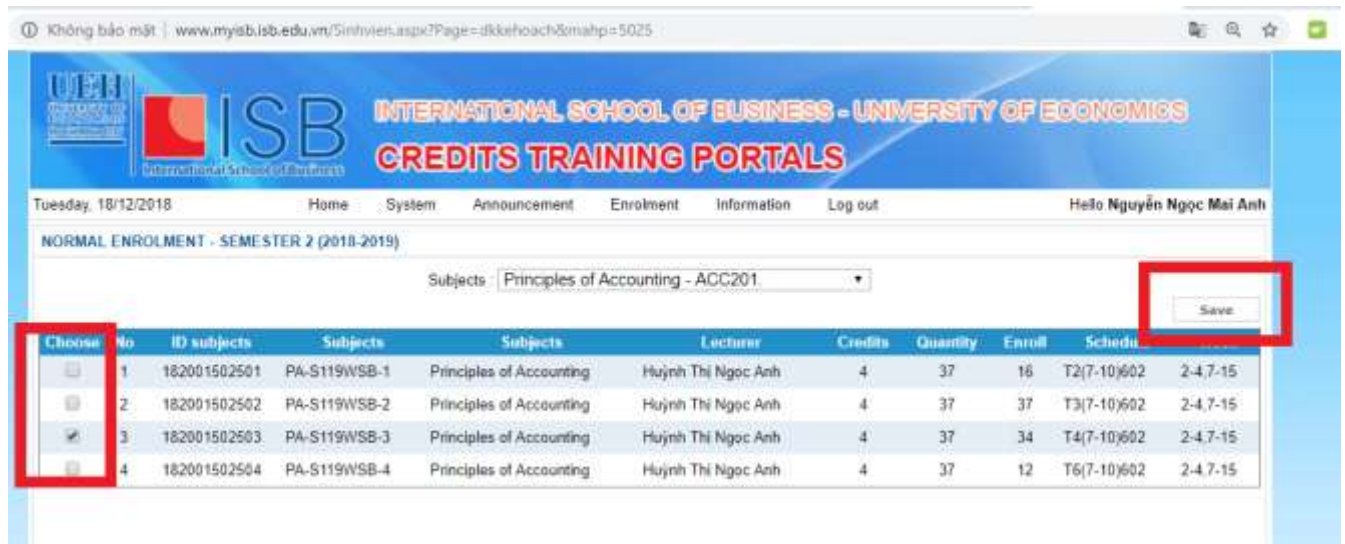 Không bảo mật | www.myisb.isb.edu.vn/Sinhvien.aspx?Page=dkkehoach&mahp=5025
UEH
ISB
International School of Business
INTERNATIONAL SCHOOL OF BUSINESS - UNIVERSITY OF ECONOMICS
CREDITS TRAINING PORTALS
Tuesday, 18/12/2018 Home System Announcement Enrolment Information Log out Hello Nguyễn Ngọc Mai Anh
NORMAL ENROLMENT - SEMESTER 2 (2018-2019)
Subjects : Principles of Accounting - ACC201
Save
Choose No ID subjects Subjects Subjects Lecturer Credits Quantity Enroll Schedule
1 182001502501 PA-S119WSB-1 Principles of Accounting Huỳnh Thị Ngọc Anh 4 37 16 T2(7-10)602 2-4,7-15
2 182001502502 PA-S119WSB-2 Principles of Accounting Huỳnh Thị Ngọc Anh 4 37 37 T3(7-10)602 2-4,7-15
3 182001502503 PA-S119WSB-3 Principles of Accounting Huỳnh Thị Ngọc Anh 4 37 34 T4(7-10)602 2-4,7-15
4 182001502504 PA-S119WSB-4 Principles of Accounting Huỳnh Thị Ngọc Anh 4 37 12 T6(7-10)602 2-4,7-15